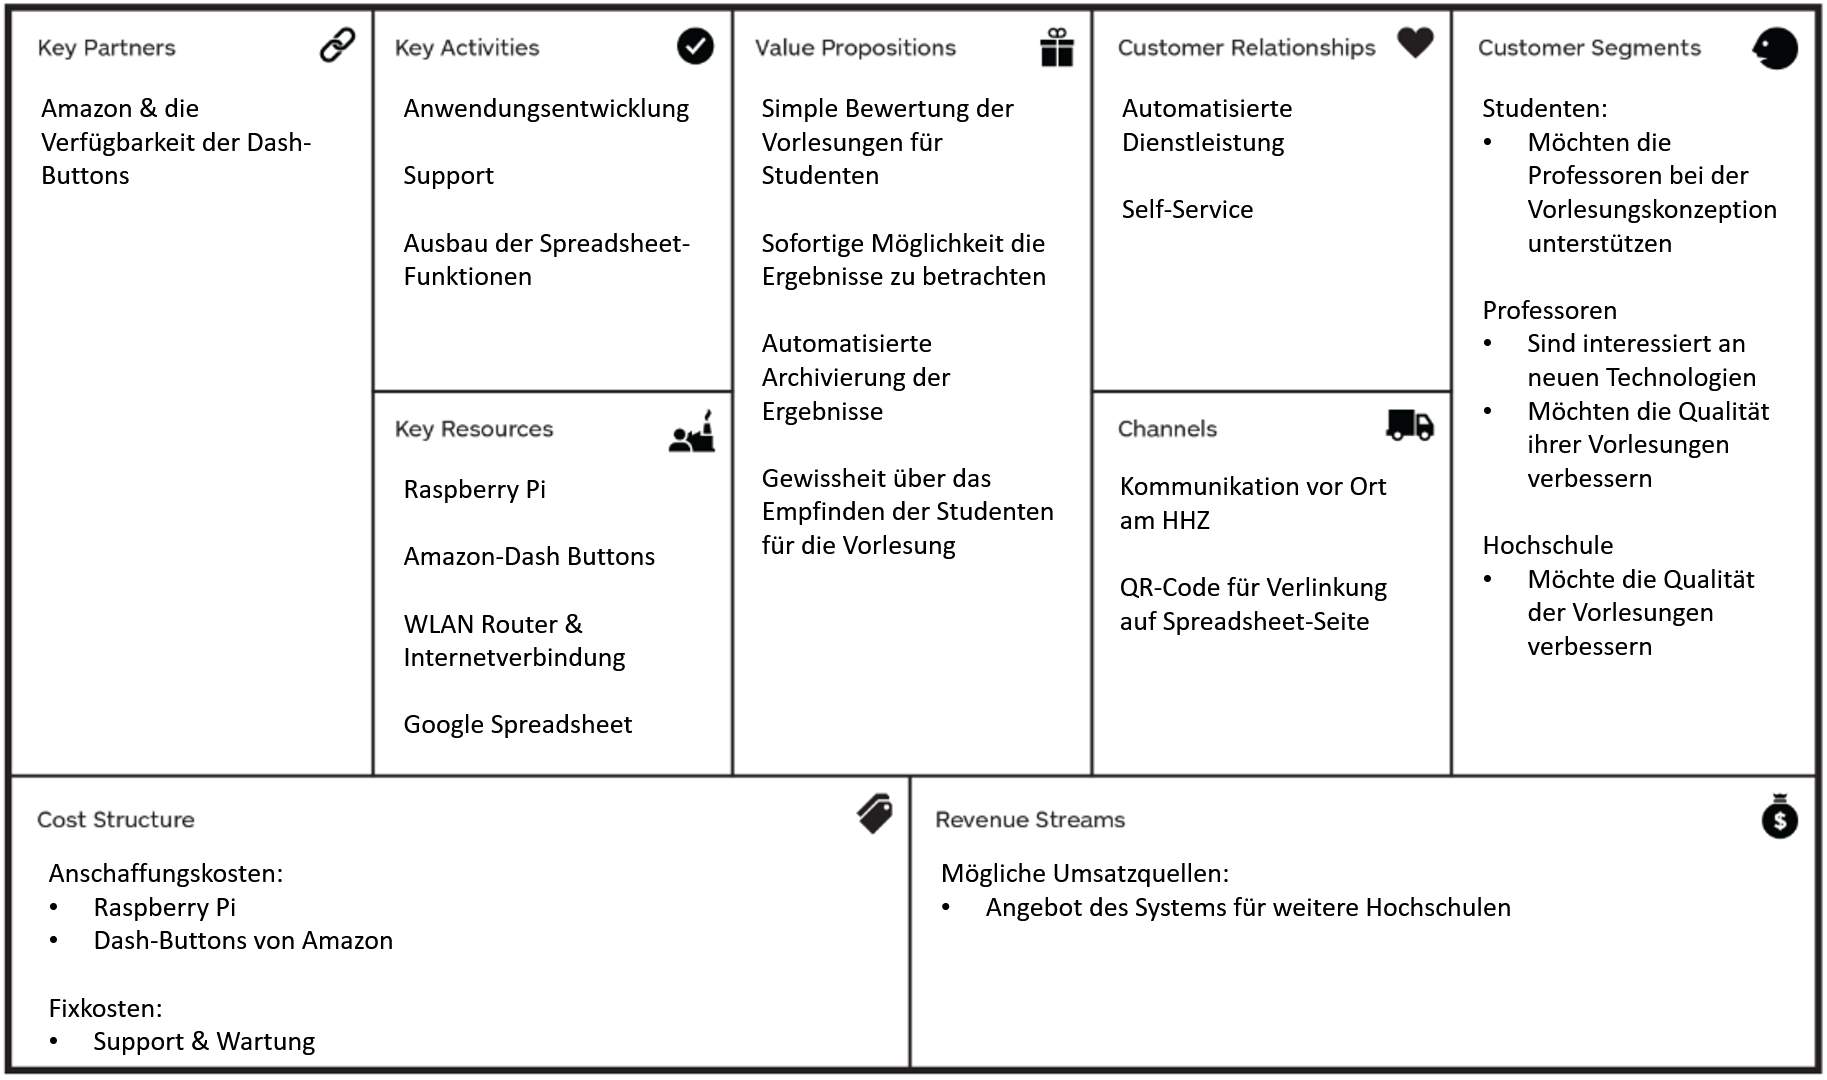 Key Partners
Amazon & die
Verfügbarkeit der Dash-
Buttons
Key Activities
Anwendungsentwicklung
Support
Ausbau der Spreadsheet-
Funktionen
Key Resources
Raspberry Pi
Amazon-Dash Buttons
WLAN Router &
Internetverbindung
Google Spreadsheet
Value Propositions
Simple Bewertung der
Vorlesungen für
Studenten
Sofortige Möglichkeit die
Ergebnisse zu betrachten
Automatisierte
Archivierung der
Ergebnisse
Gewissheit über das
Empfinden der Studenten
für die Vorlesung
Customer Relationships
Automatisierte
Dienstleistung
Self-Service
Channels
Kommunikation vor Ort
am HHZ
QR-Code für Verlinkung
auf Spreadsheet-Seite
Customer Segments
Studenten:
• Möchten die
Professoren bei der
Vorlesungskonzeption
unterstützen
Professoren
• Sind interessiert an
neuen Technologien
• Möchten die Qualität
ihrer Vorlesungen
verbessern
Hochschule
• Möchte die Qualität
der Vorlesungen
verbessern
Cost Structure
Anschaffungskosten:
• Raspberry Pi
• Dash-Buttons von Amazon
Fixkosten:
• Support & Wartung
Revenue Streams
$
Mögliche Umsatzquellen:
• Angebot des Systems für weitere Hochschulen